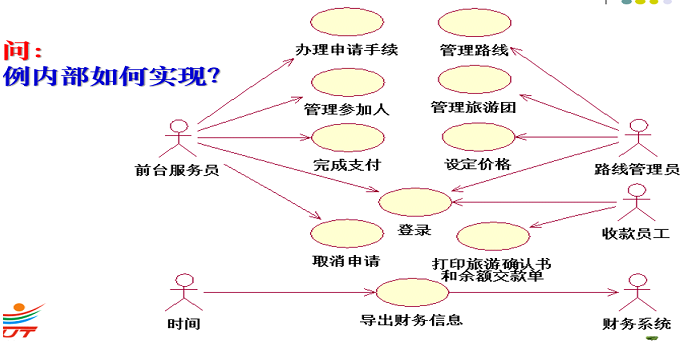 问：
例内部如何实现？
办理申请手续
管理路线
管理参加人
管理旅游团
前台服务员
完成支付
设定价格
路线管理员
登录
收款员工
取消申请
打印旅游确认书
和余额交款单
时间
导出财务信息
财务系统
UT